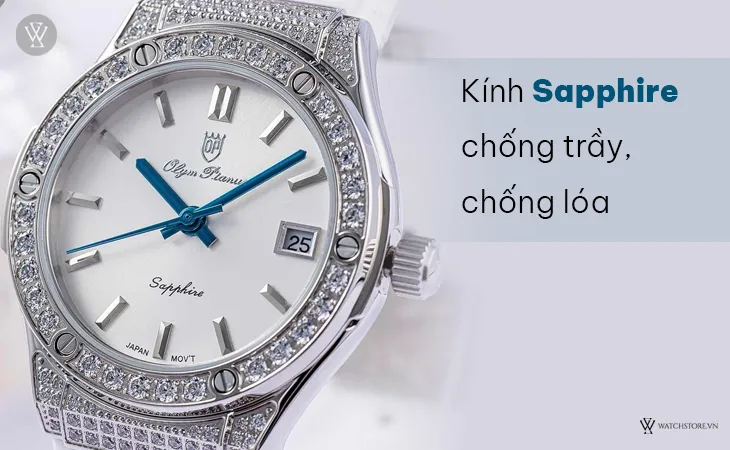 Kính Sapphire
chống trầy,
chống lóa
OP
Olym Pianus
25
Sapphire
JAPAN MOV'T
WATCHSTORE.VN